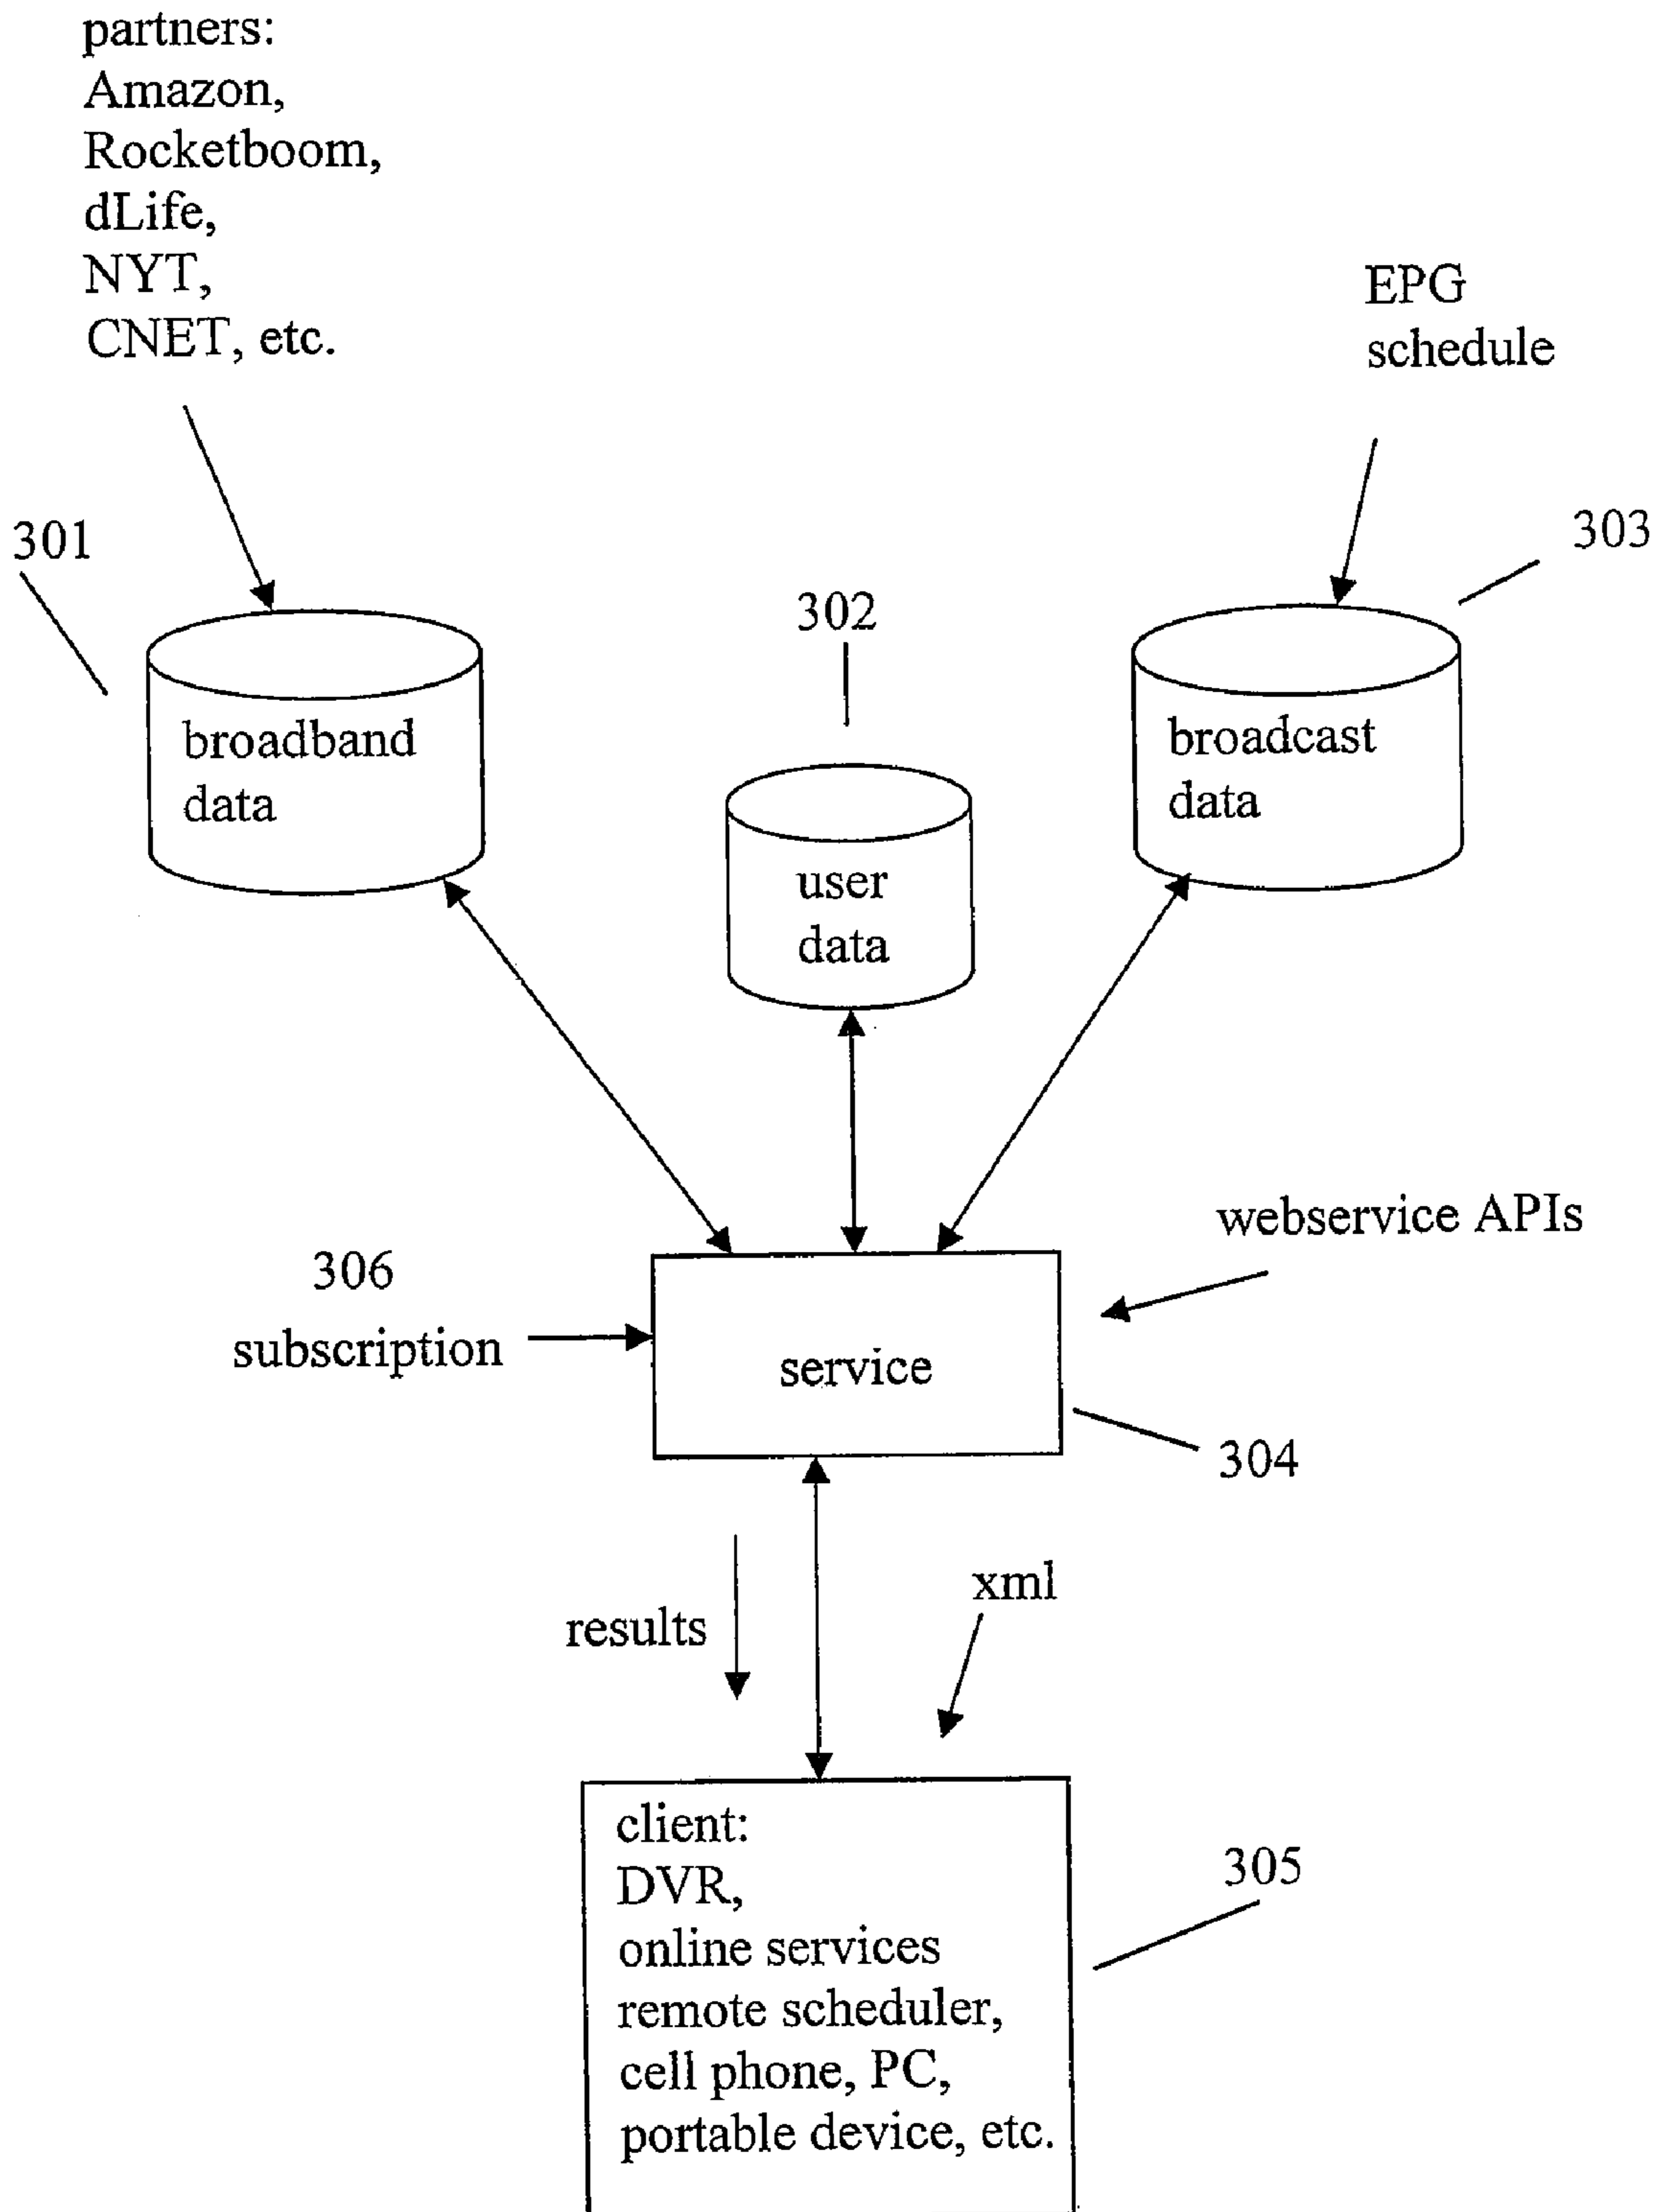 partners:
Amazon,
Rocketboom,
dLife,
NYT,
CNET, etc.
EPG
schedule
301
303
302
broadband
data
broadcast
data
user
data
webservice APIs
306
subscription
service
304
xml
results
client:
DVR,
online services
remote scheduler,
cell phone, PC,
portable device, etc.
305